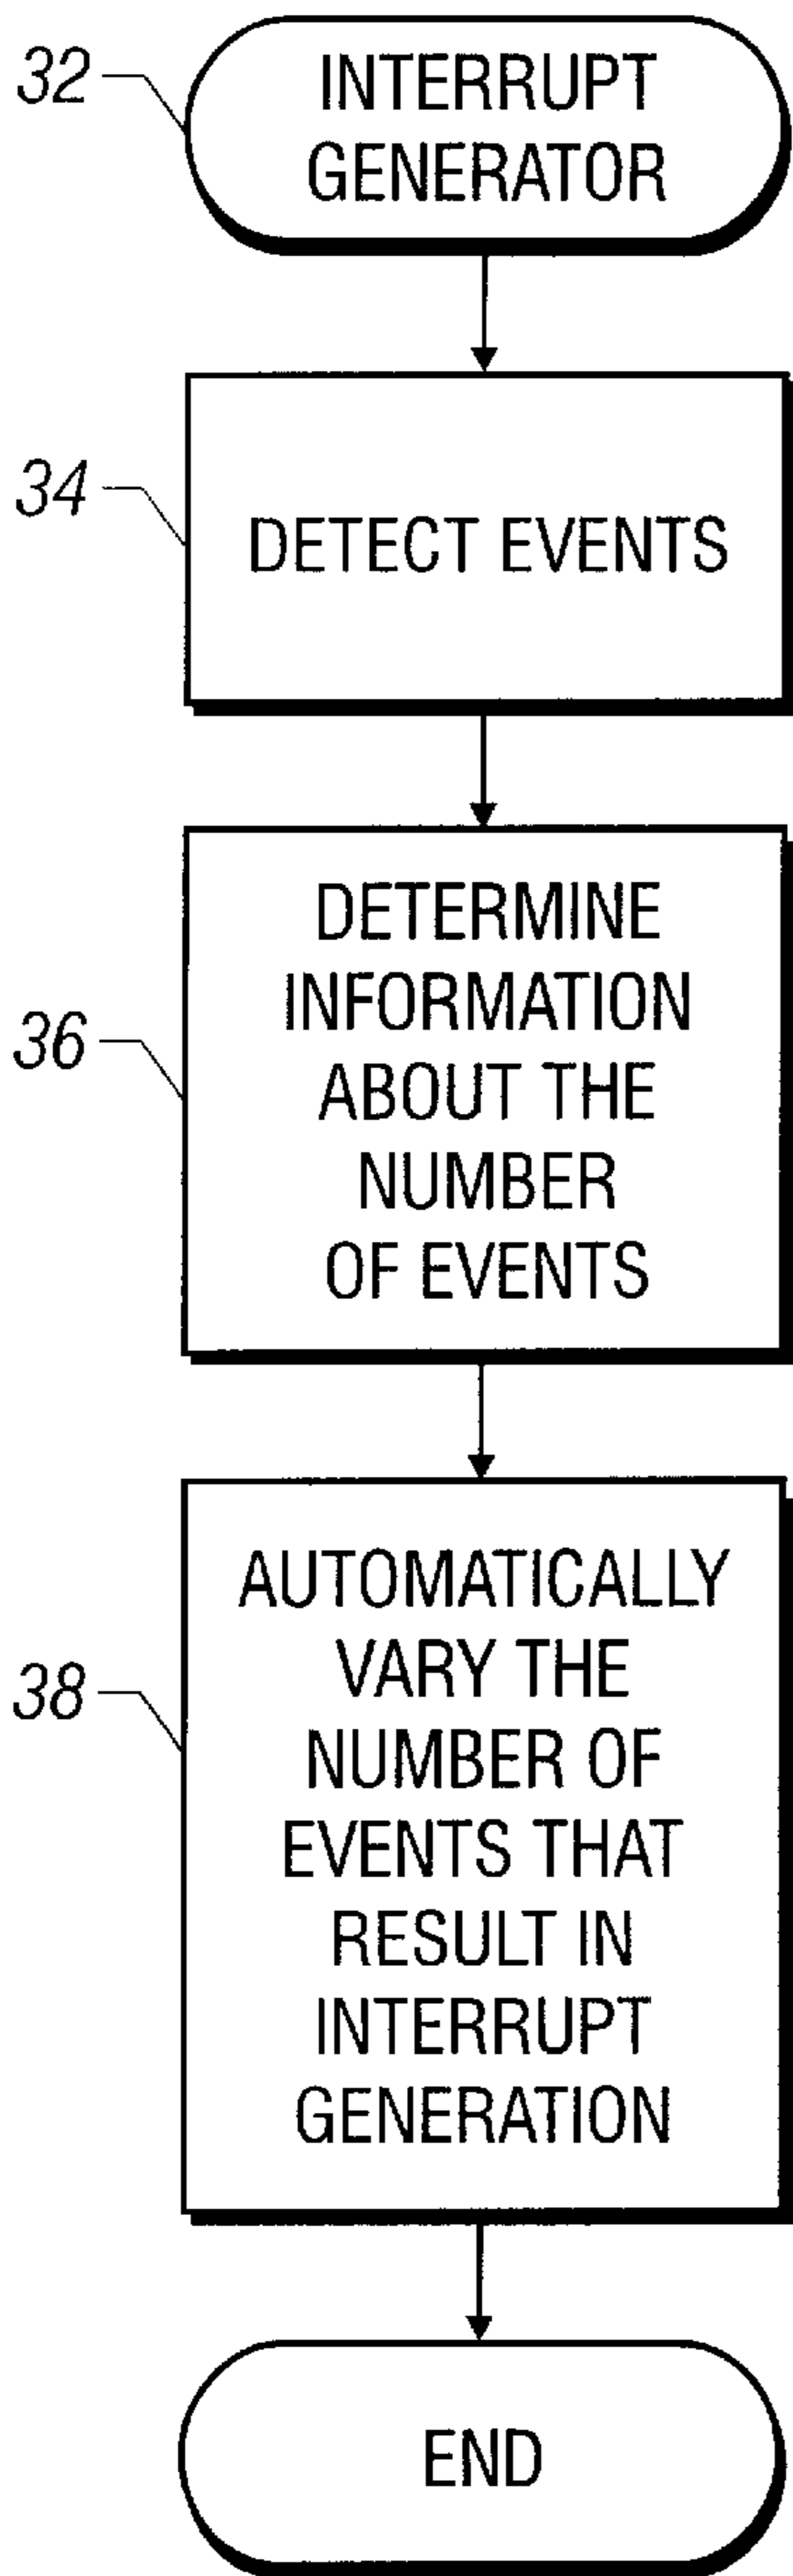 32
INTERRUPT
GENERATOR
34
DETECT EVENTS
36
DETERMINE
INFORMATION
ABOUT THE
NUMBER
OF EVENTS
38
AUTOMATICALLY
VARY THE
NUMBER OF
EVENTS THAT
RESULT IN
INTERRUPT
GENERATION
END